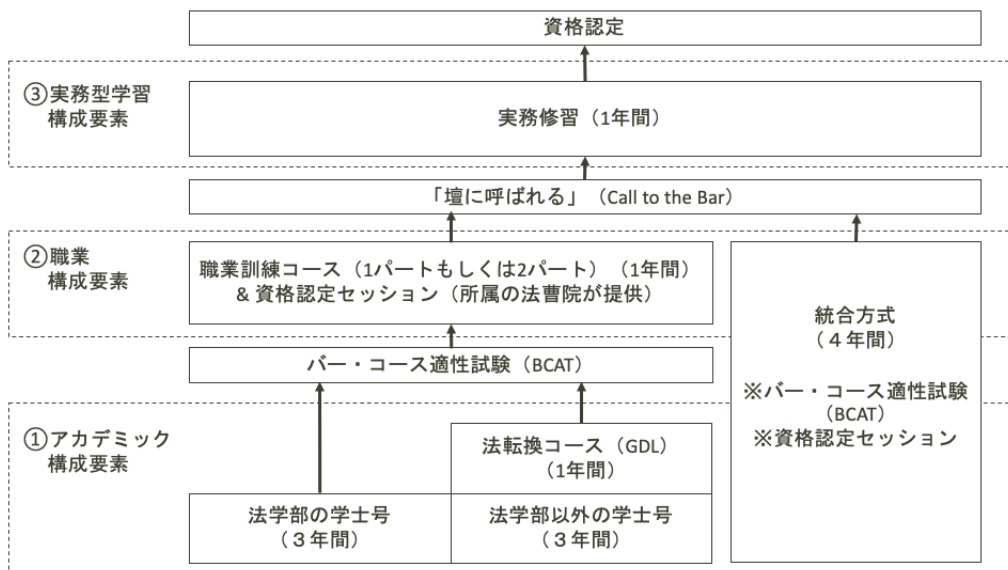 資格認定
③実務型学習
構成要素
実務修習（1年間）
「壇に呼ばれる」（Call to the Bar）
②職業
構成要素
職業訓練コース（1パートもしくは2パート）（1年間）
& 資格認定セッション（所属の法曹院が提供）
統合方式
（４年間）
※バー・コース適性試験
（BCAT）
※資格認定セッション
バー・コース適性試験（BCAT）
①アカデミック
構成要素
法転換コース（GDL）
（1年間）
法学部の学士号
（３年間）
法学部以外の学士号
（３年間）